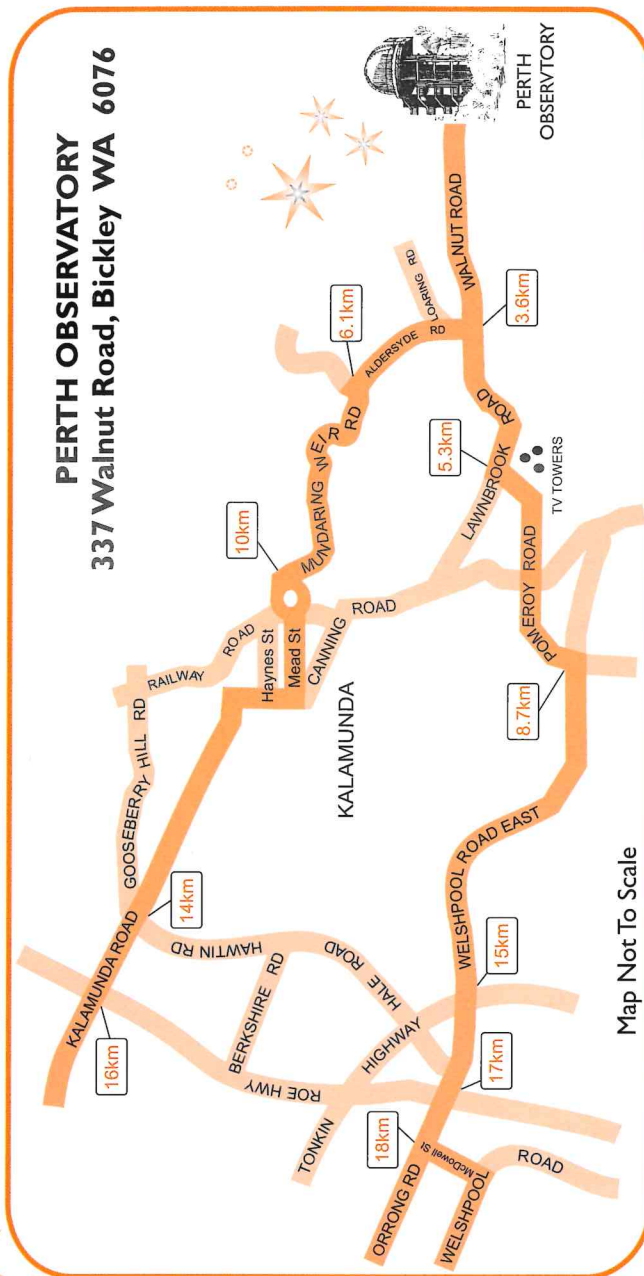 PERTH OBSERVATORY
337 Walnut Road, Bickley WA 6076
PERTH
OBSERVTORY
WALNUT ROAD
LOARING RD
ALDERSYDE RD
6.1km
3.6km
MUNDARING WEIR RD
5.3km
LAWNBROOK ROAD
TV TOWERS
10km
POMEROY ROAD
8.7km
GOOSEBERRY HILL RD
RAILWAY ROAD
Haynes St
Mead St
CANNING ROAD
KALAMUNDA
KALAMUNDA ROAD
14km
16km
HAWTIN RD
BERKSHIRE RD
HALE ROAD
ROE HWY
TONKIN HIGHWAY
WELSHPOOL ROAD EAST
15km
17km
18km
ORRONG RD
McDowell St
WELSHPOOL ROAD
Map Not To Scale